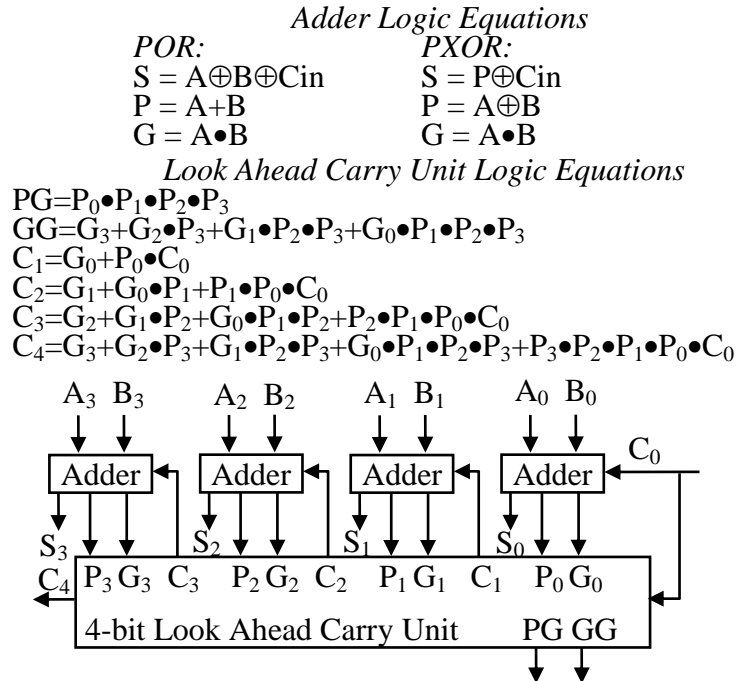 Adder Logic Equations
POR: PXOR:
S = A⊕B⊕Cin S = P⊕Cin
P = A+B P = A⊕B
G = A●B G = A●B
Look Ahead Carry Unit Logic Equations
PG=P₀●P₁●P₂●P₃
GG=G₃+G₂●P₃+G₁●P₂●P₃+G₀●P₁●P₂●P₃
C₁=G₀+P₀●C₀
C₂=G₁+G₀●P₁+P₁●P₀●C₀
C₃=G₂+G₁●P₂+G₀●P₁●P₂+P₂●P₁●P₀●C₀
C₄=G₃+G₂●P₃+G₁●P₂●P₃+G₀●P₁●P₂●P₃+P₃●P₂●P₁●P₀●C₀
A₃ B₃ A₂ B₂ A₁ B₁ A₀ B₀
C₀
Adder Adder Adder Adder
S₃ S₂ S₁ S₀
C₄ P₃ G₃ C₃ P₂ G₂ C₂ P₁ G₁ C₁ P₀ G₀
4-bit Look Ahead Carry Unit PG GG